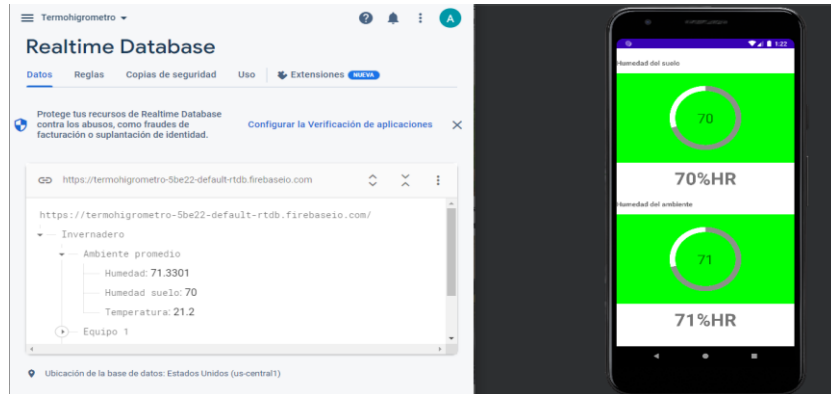 Termohigrometro
A
Realtime Database
Datos Reglas Copias de seguridad Uso Extensiones NUEVA
Protege tus recursos de Realtime Database
contra los abusos, como fraudes de
facturación o suplantación de identidad.
Configurar la Verificación de aplicaciones
https://termohigrometro-5be22-default-rtdb.firebaseio.com
https://termohigrometro-5be22-default-rtdb.firebaseio.com/
Invernadero
Ambiente promedio
Humedad: 71.3301
Humedad suelo: 70
Temperatura: 21.2
Equipo 1
Ubicación de la base de datos: Estados Unidos (us-central1)
1:22
Humedad del suelo
70
70%HR
Humedad del ambiente
71
71%HR